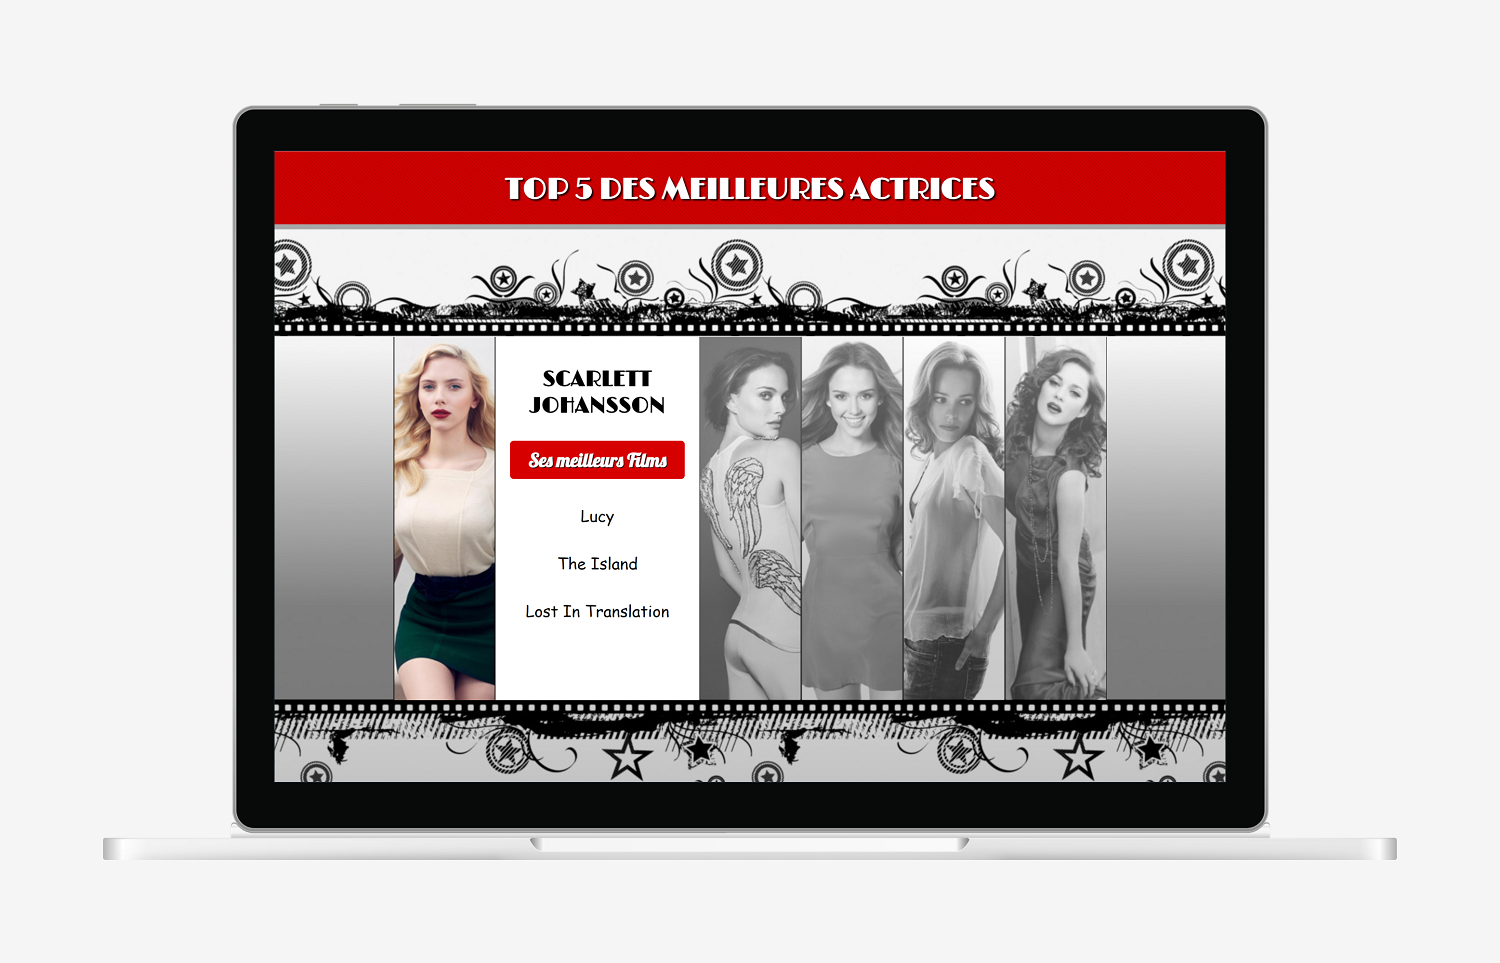 TOP 5 DES MEILLEURES ACTRICES
SCARLETT
JOHANSSON
Ses meilleurs Films
Lucy
The Island
Lost In Translation